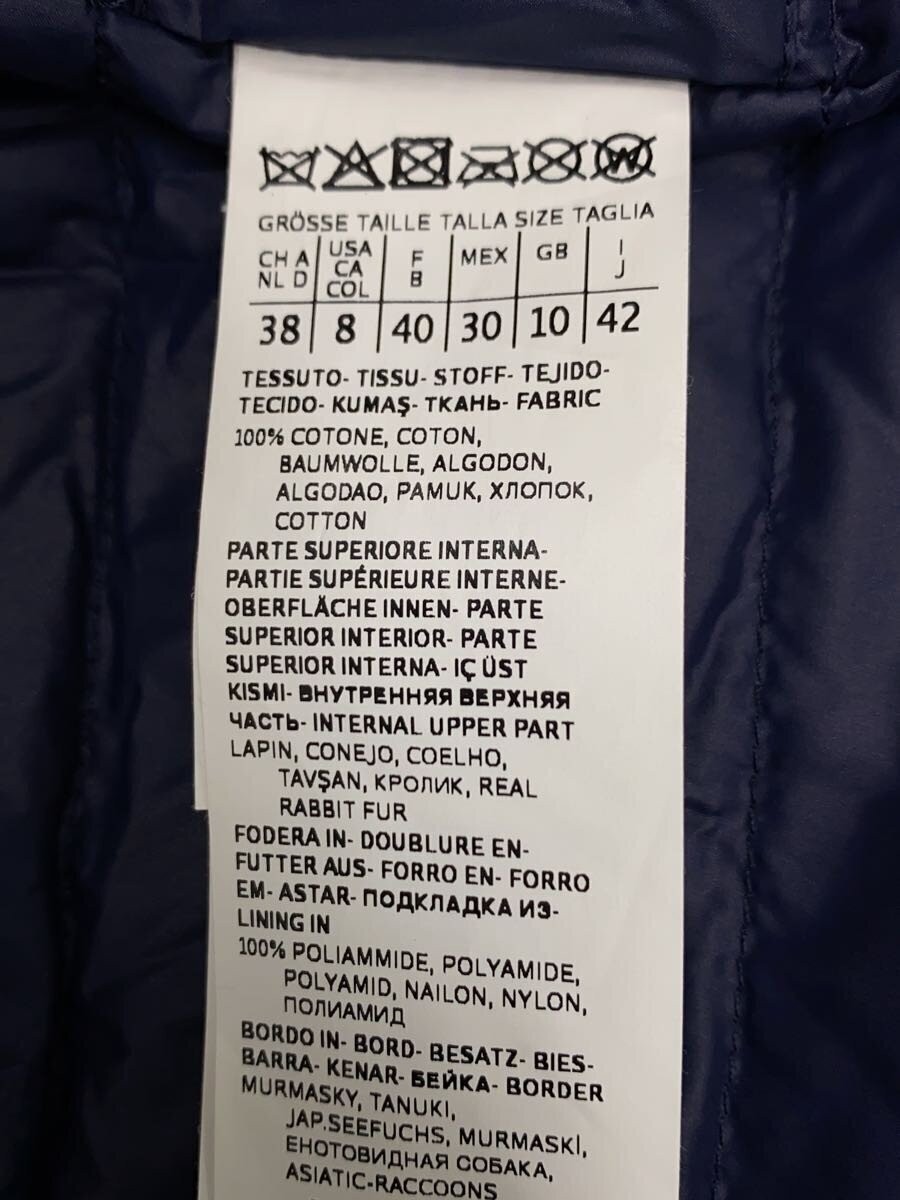 GRÖSSE TAILLE TALLA SIZE TAGLIA
CH A NL D | USA CA COL | F B | MEX | GB | I J
38 | 8 | 40 | 30 | 10 | 42
TESSUTO- TISSU- STOFF- TEJIDO-
TECIDO- KUMAŞ- ТКАНЬ- FABRIC
100% COTONE, COTON,
BAUMWOLLE, ALGODON,
ALGODAO, PAMUK, ХЛОПОК,
COTTON
PARTE SUPERIORE INTERNA-
PARTIE SUPÉRIEURE INTERNE-
OBERFLÄCHE INNEN- PARTE
SUPERIOR INTERIOR- PARTE
SUPERIOR INTERNA- IÇ ÜST
KISMI- ВНУТРЕННЯЯ ВЕРХНЯЯ
ЧАСТЬ- INTERNAL UPPER PART
LAPIN, CONEJO, COELHO,
TAVŞAN, КРОЛИК, REAL
RABBIT FUR
FODERA IN- DOUBLURE EN-
FUTTER AUS- FORRO EN- FORRO
EM- ASTAR- ПОДКЛАДКА ИЗ-
LINING IN
100% POLIAMMIDE, POLYAMIDE,
POLYAMID, NAILON, NYLON,
ПОЛИАМИД
BORDO IN- BORD- BESATZ- BIES-
BARRA- KENAR- БЕЙКА- BORDER
MURMASKY, TANUKI,
JAP.SEEFUCHS, MURMASKİ,
ЕНОТОВИДНАЯ СОБАКА,
ASIATIC-RACCOONS